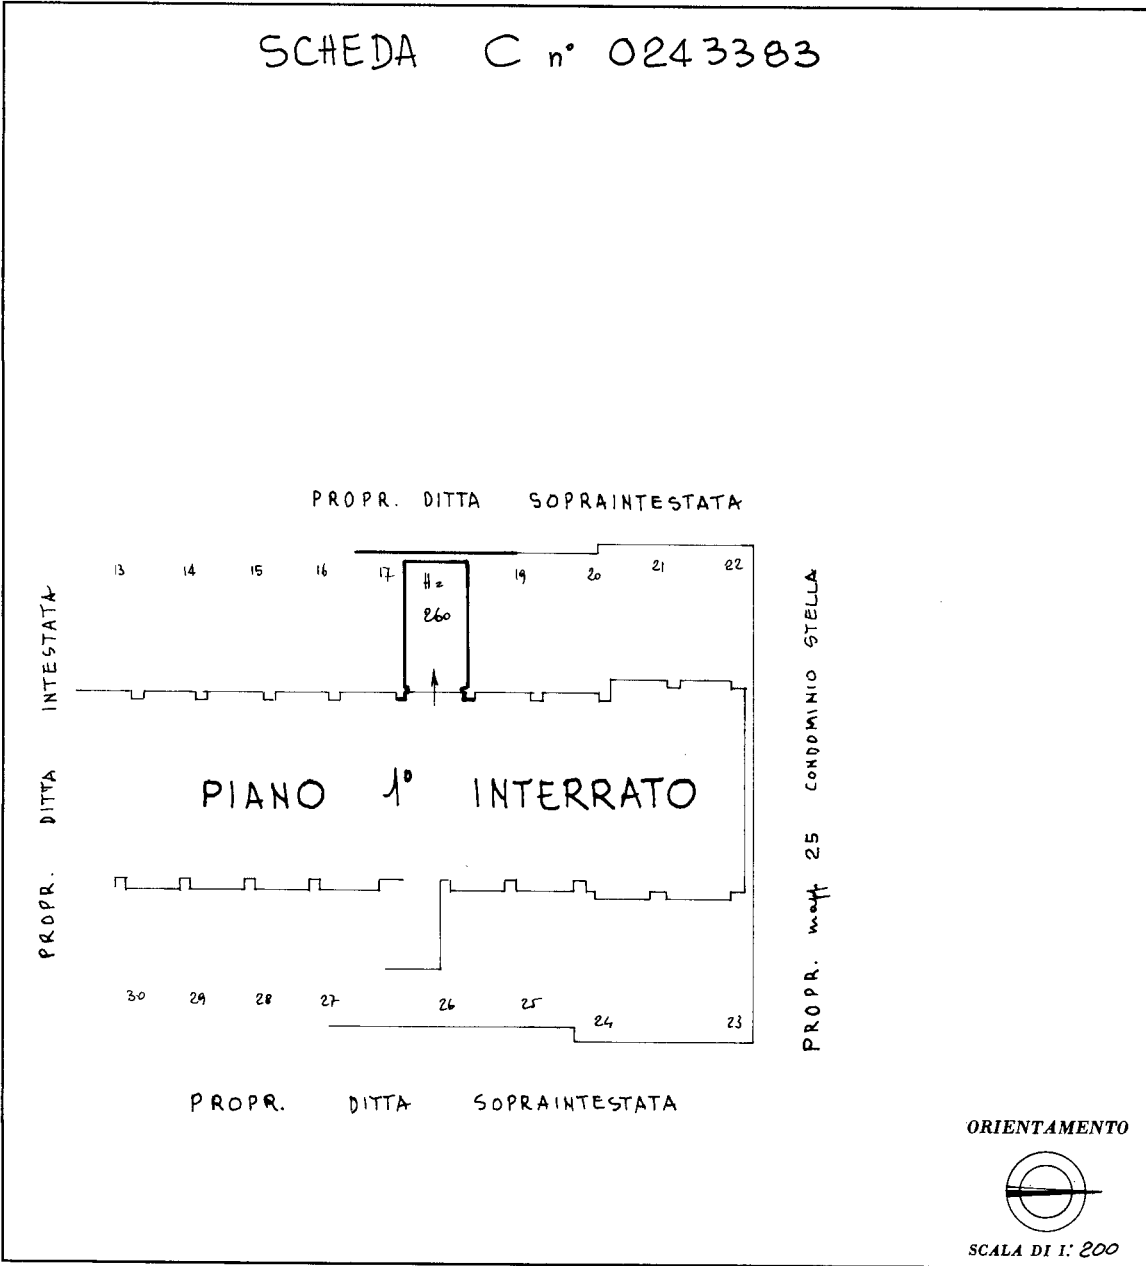 SCHEDA C n° 0243383
PROPR. DITTA SOPRAINTESTATA
13 14 15 16 17 19 20 21 22
H=
260
PROPR. DITTA INTESTATA
PIANO 1° INTERRATO
PROPR. mapp 25 CONDOMINIO STELLA
30 29 28 27 26 25 24 23
PROPR. DITTA SOPRAINTESTATA
ORIENTAMENTO
SCALA DI 1: 200